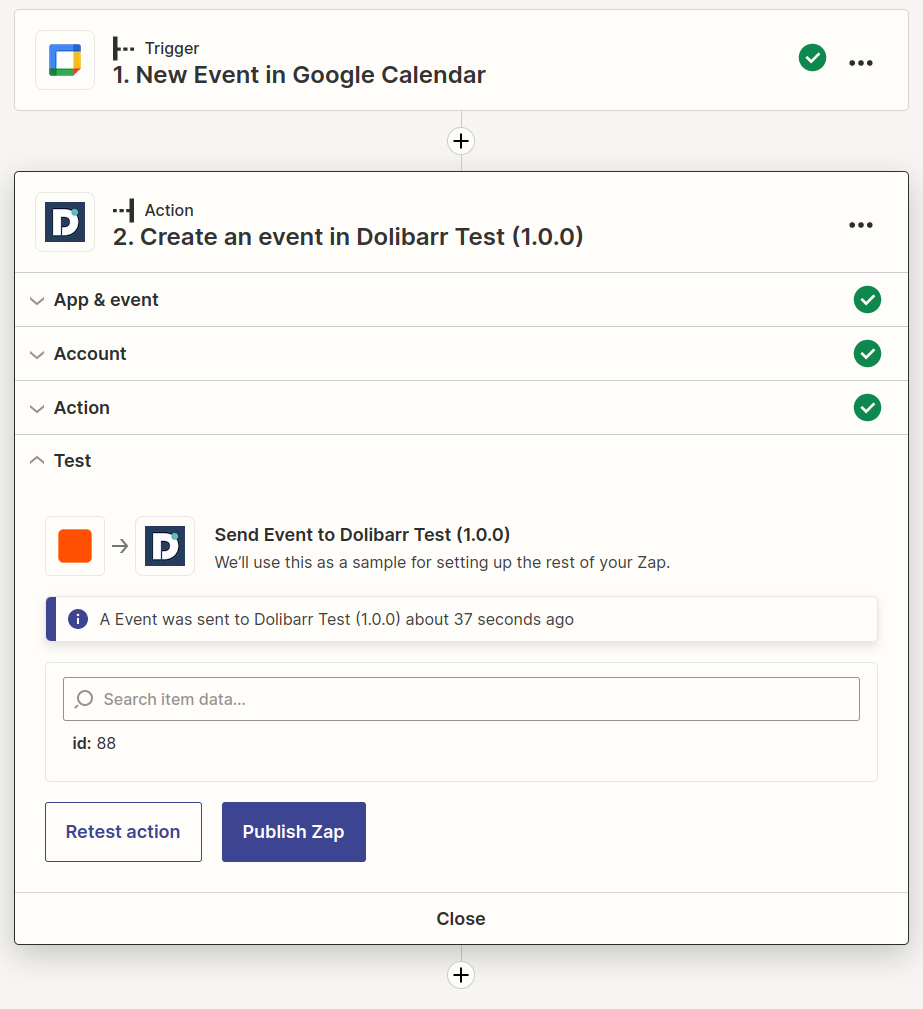 Trigger
1. New Event in Google Calendar
Action
2. Create an event in Dolibarr Test (1.0.0)
App & event
Account
Action
Test
Send Event to Dolibarr Test (1.0.0)
We’ll use this as a sample for setting up the rest of your Zap.
A Event was sent to Dolibarr Test (1.0.0) about 37 seconds ago
Search item data...
id: 88
Retest action
Publish Zap
Close